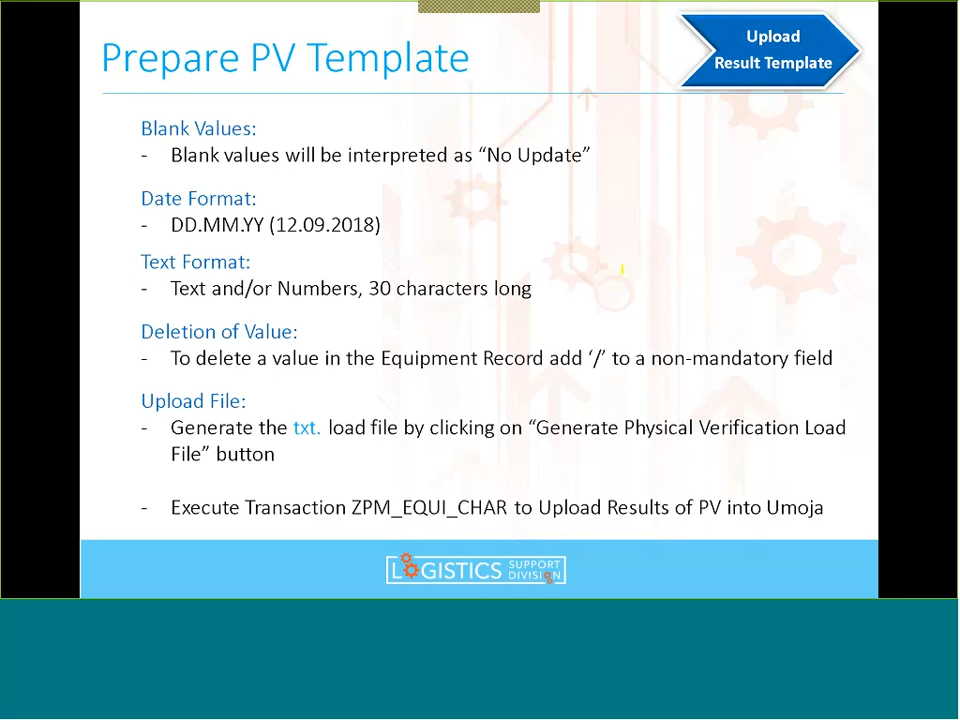 Prepare PV Template
Upload
Result Template
Blank Values:
- Blank values will be interpreted as “No Update”
Date Format:
- DD.MM.YY (12.09.2018)
Text Format:
- Text and/or Numbers, 30 characters long
Deletion of Value:
- To delete a value in the Equipment Record add ‘/’ to a non-mandatory field
Upload File:
- Generate the txt. load file by clicking on “Generate Physical Verification Load
File” button
- Execute Transaction ZPM_EQUI_CHAR to Upload Results of PV into Umoja
LOGISTICS SUPPORT
DIVISION